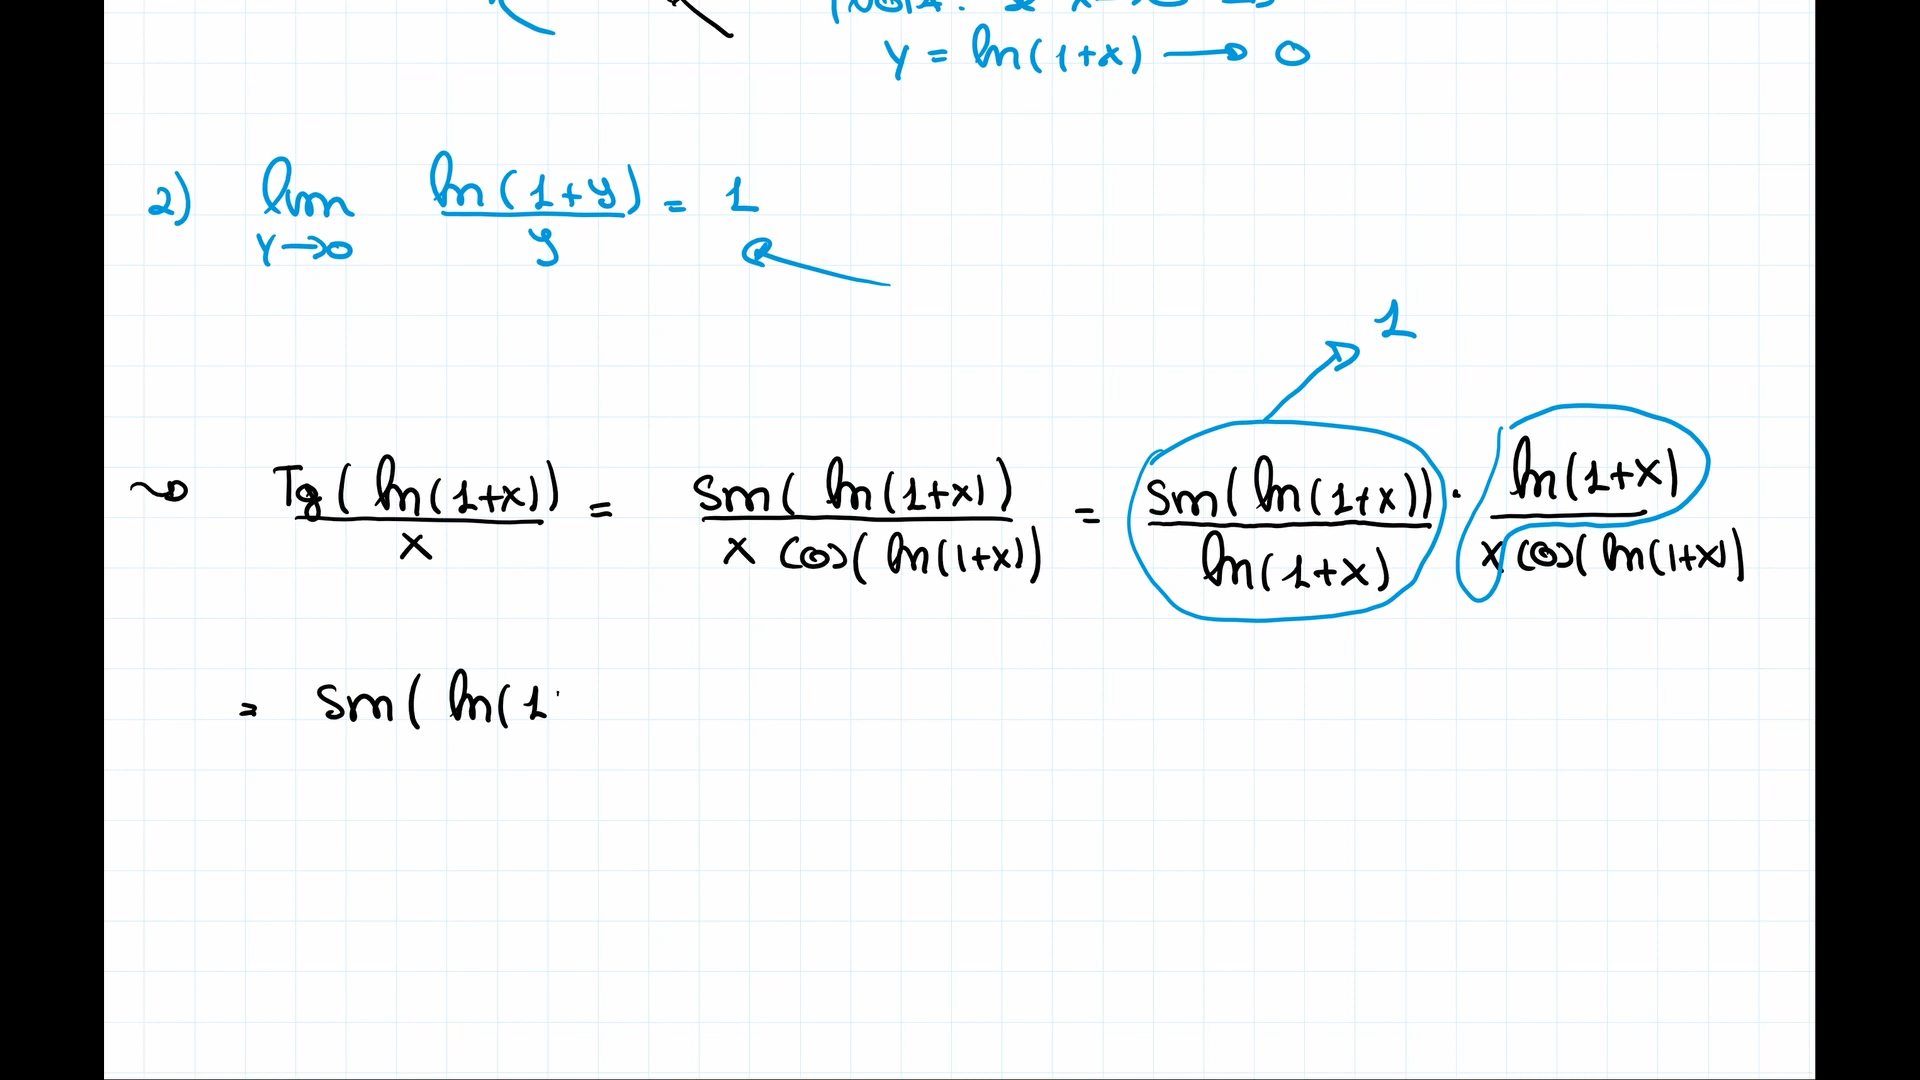 y = ln(1+x) → 0
2) lim y→0 ln(1+y)/y = 1
1
Tg(ln(1+x))/x = sin(ln(1+x))/(x cos(ln(1+x))) = sin(ln(1+x))/ln(1+x) · ln(1+x)/(x cos(ln(1+x)))
= sin(ln(1